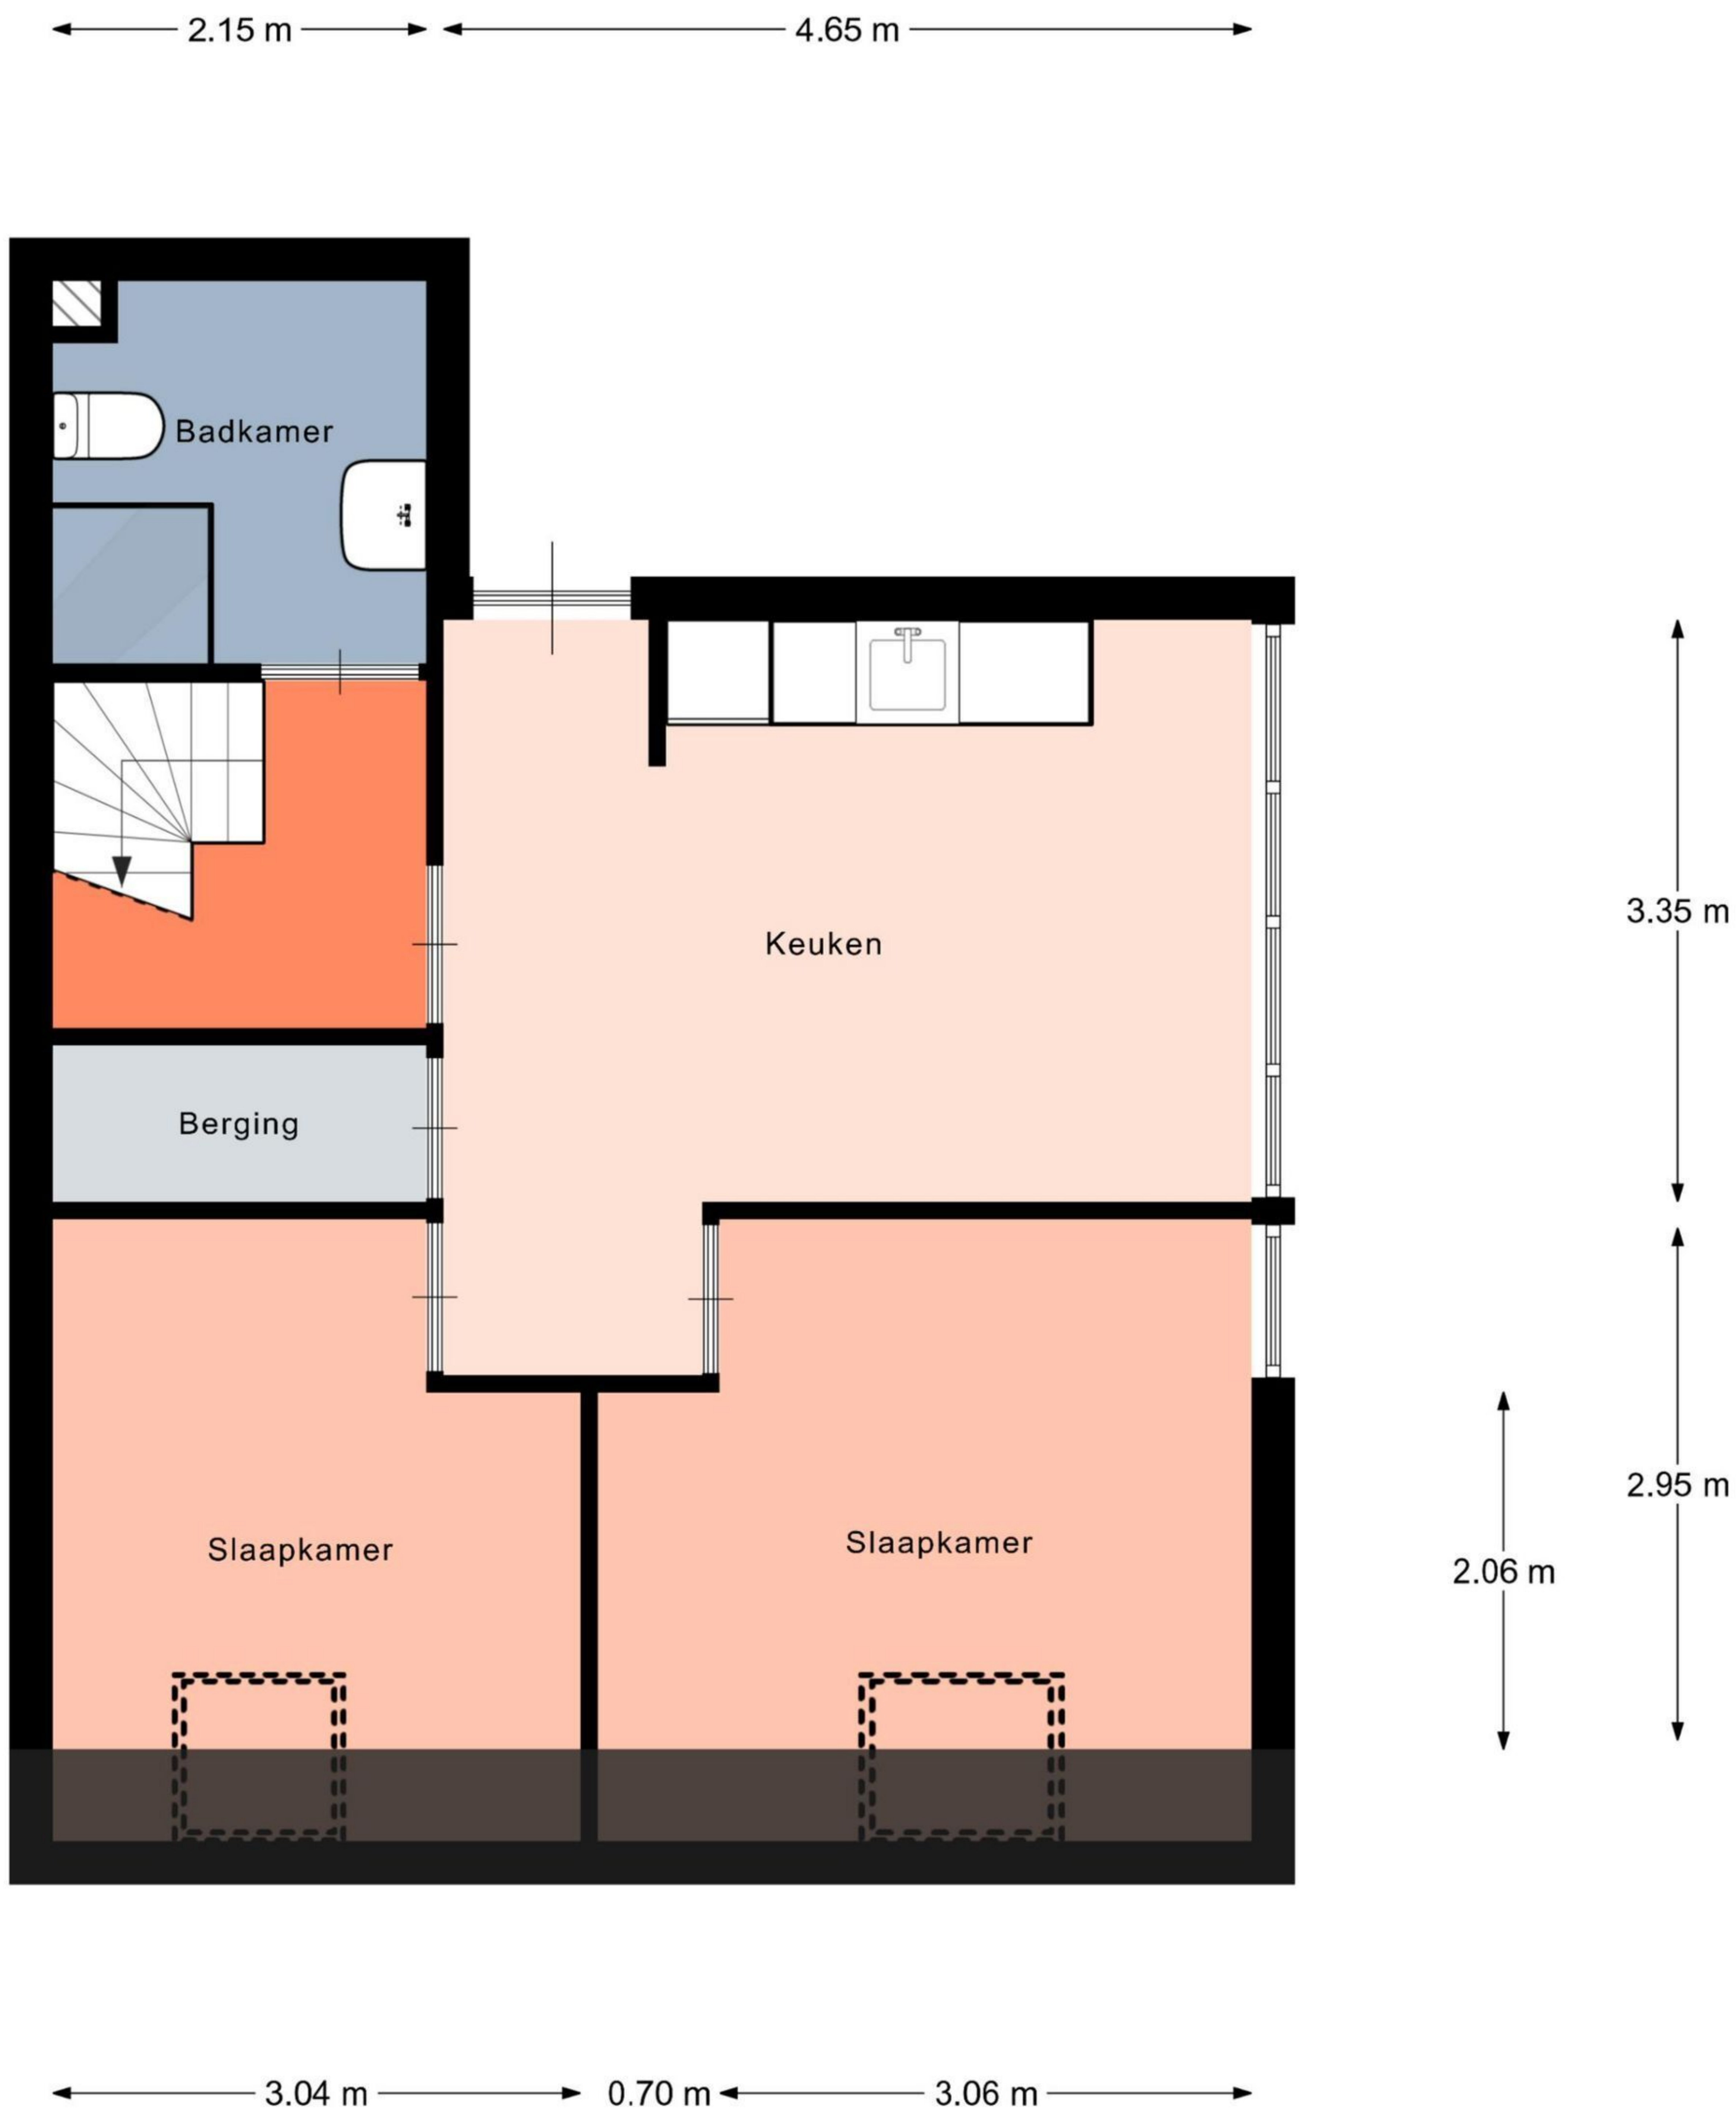 2.15 m
4.65 m
Badkamer
Keuken
3.35 m
Berging
2.95 m
Slaapkamer
Slaapkamer
2.06 m
3.04 m
0.70 m
3.06 m